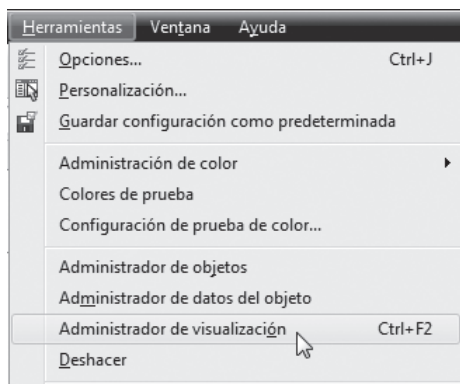 Herramientas Ventana Ayuda
Opciones... Ctrl+J
Personalización...
Guardar configuración como predeterminada
Administración de color
Colores de prueba
Configuración de prueba de color...
Administrador de objetos
Administrador de datos del objeto
Administrador de visualización Ctrl+F2
Deshacer